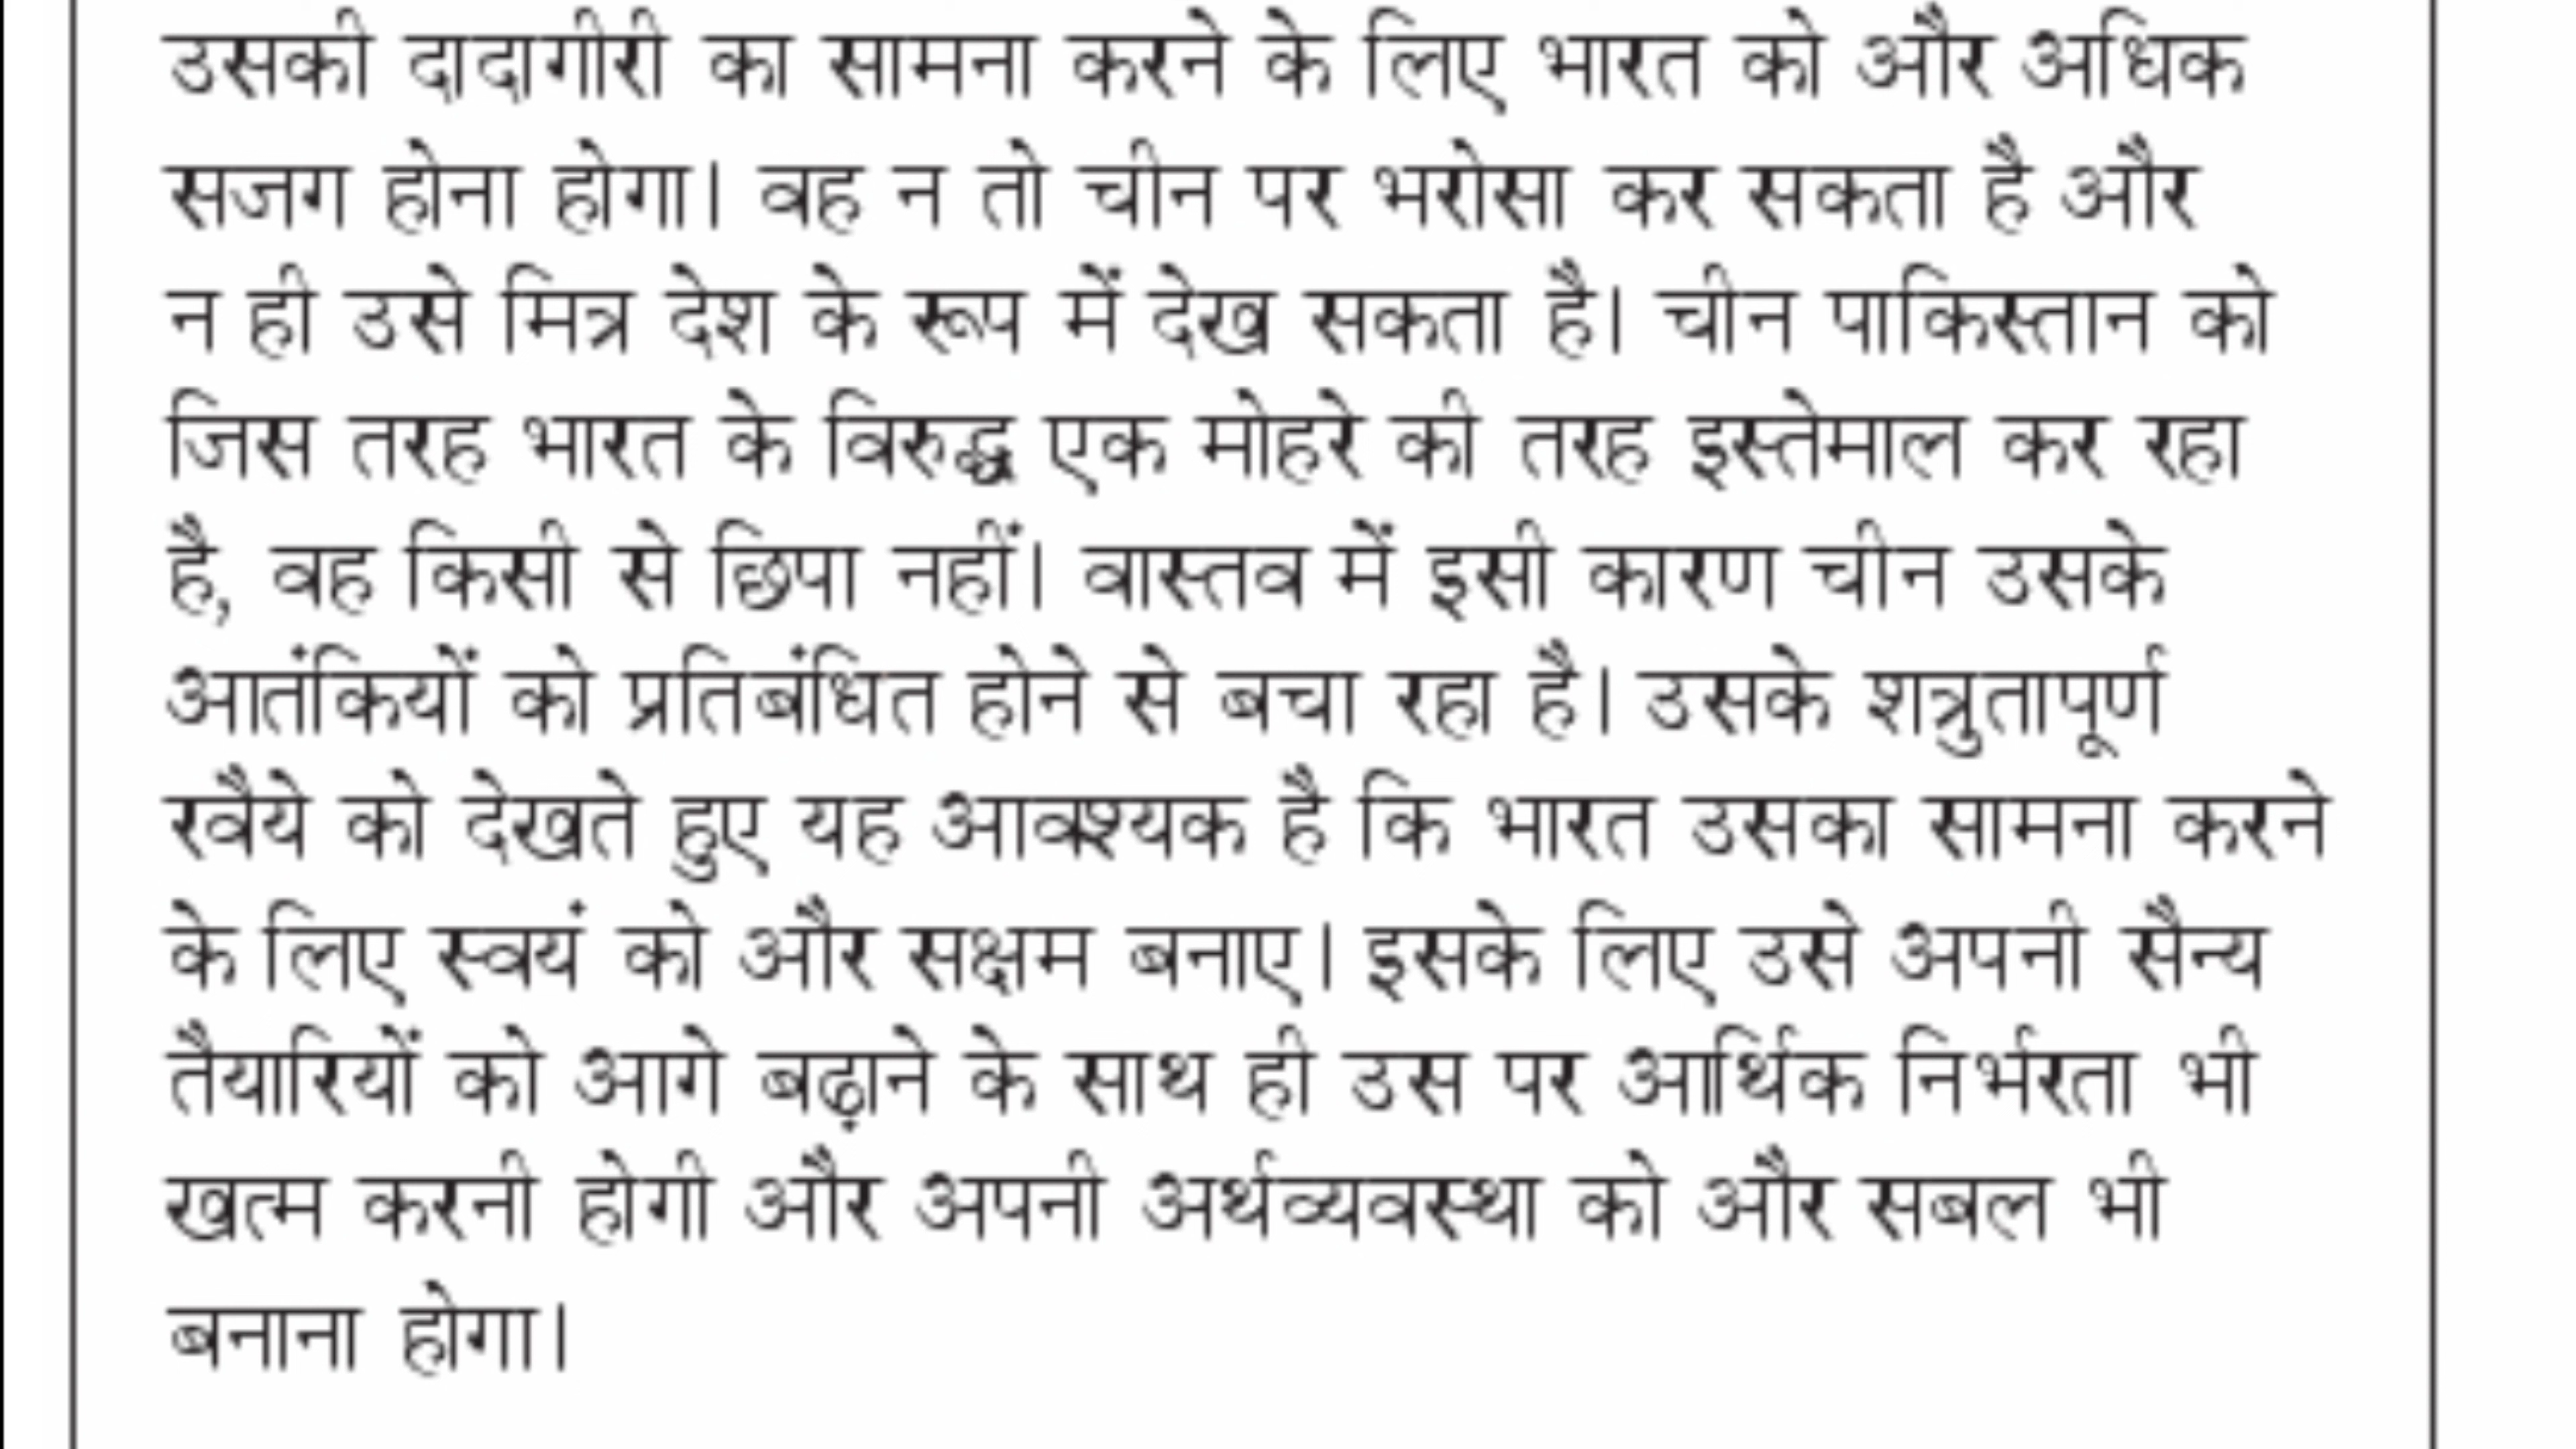 उसकी दादागीरी का सामना करने के लिए भारत को और अधिक
सजग होना होगा। वह न तो चीन पर भरोसा कर सकता है और
न ही उसे मित्र देश के रूप में देख सकता है। चीन पाकिस्तान को
जिस तरह भारत के विरुद्ध एक मोहरे की तरह इस्तेमाल कर रहा
है, वह किसी से छिपा नहीं। वास्तव में इसी कारण चीन उसके
आतंकियों को प्रतिबंधित होने से बचा रहा है। उसके शत्रुतापूर्ण
रवैये को देखते हुए यह आवश्यक है कि भारत उसका सामना करने
के लिए स्वयं को और सक्षम बनाए। इसके लिए उसे अपनी सैन्य
तैयारियों को आगे बढ़ाने के साथ ही उस पर आर्थिक निर्भरता भी
खत्म करनी होगी और अपनी अर्थव्यवस्था को और सबल भी
बनाना होगा।